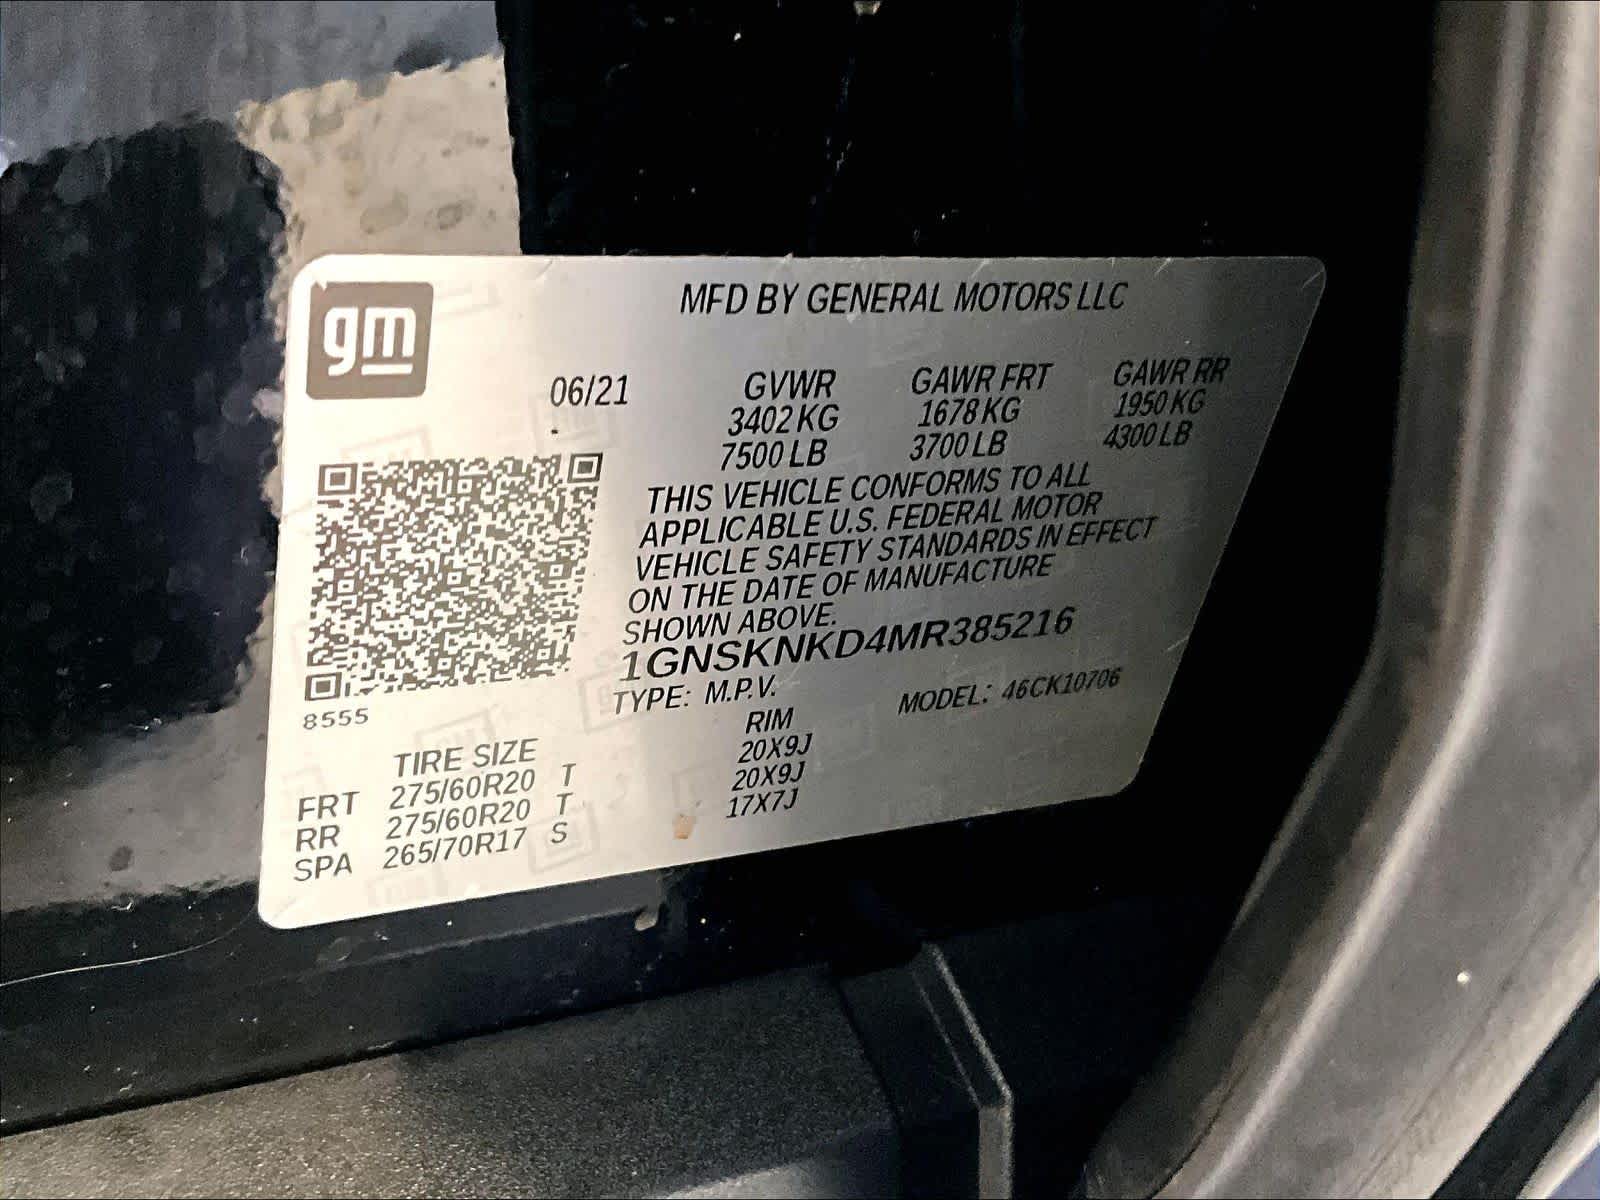 gm
MFD BY GENERAL MOTORS LLC
06/21 GVWR GAWR FRT GAWR RR
3402 KG 1678 KG 1950 KG
7500 LB 3700 LB 4300 LB
THIS VEHICLE CONFORMS TO ALL
APPLICABLE U.S. FEDERAL MOTOR
VEHICLE SAFETY STANDARDS IN EFFECT
ON THE DATE OF MANUFACTURE
SHOWN ABOVE.
1GNSKNKD4MR385216
TYPE: M.P.V. MODEL: 46CK10706
8555
TIRE SIZE RIM
FRT 275/60R20 T 20X9J
RR 275/60R20 T 20X9J
SPA 265/70R17 S 17X7J